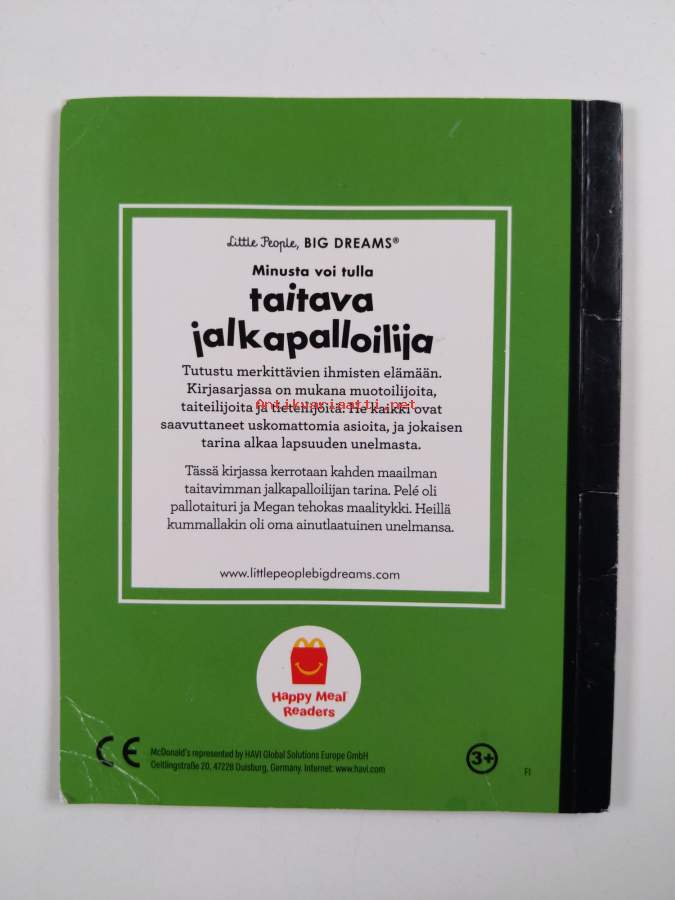 Little People, BIG DREAMS®
Minusta voi tulla
taitava
jalkapalloilija
Tutustu merkittävien ihmisten elämään.
Kirjasarjassa on mukana muotoilijoita,
taiteilijoita ja tieteilijöitä. He kaikki ovat
Antikvariaatti.net
saavuttaneet uskomattomia asioita, ja jokaisen
tarina alkaa lapsuuden unelmasta.
Tässä kirjassa kerrotaan kahden maailman
taitavimman jalkapalloilijan tarina. Pelé oli
pallotaituri ja Megan tehokas maalitykki. Heillä
kummallakin oli oma ainutlaatuinen unelmansa.
www.littlepeoplebigdreams.com
Happy Meal
Readers
CE
McDonald's represented by HAVI Global Solutions Europe GmbH
Oeitlingstraße 20, 47228 Duisburg, Germany. Internet: www.havi.com
3+
FI